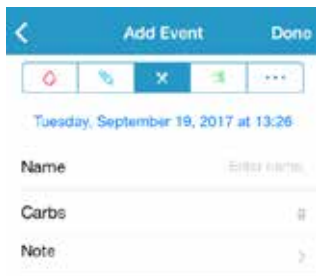 Add Event
Done
Tuesday, September 19, 2017 at 13:26
Name
Enter name
Carbs
g
Note